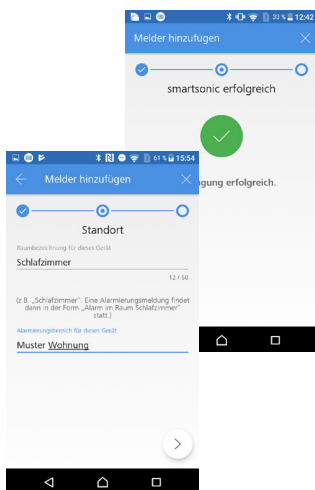 33 % 12:42
Melder hinzufügen
smartsonic erfolgreich
erfolgreich.
61 % 15:54
Melder hinzufügen
Standort
Raumbezeichnung für dieses Gerät
Schlafzimmer
12 / 50
(z.B. „Schlafzimmer": Eine Alarmierungsmeldung findet
dann in der Form „Alarm im Raum Schlafzimmer"
statt.)
Alarmierungsbereich für dieses Gerät
Muster Wohnung